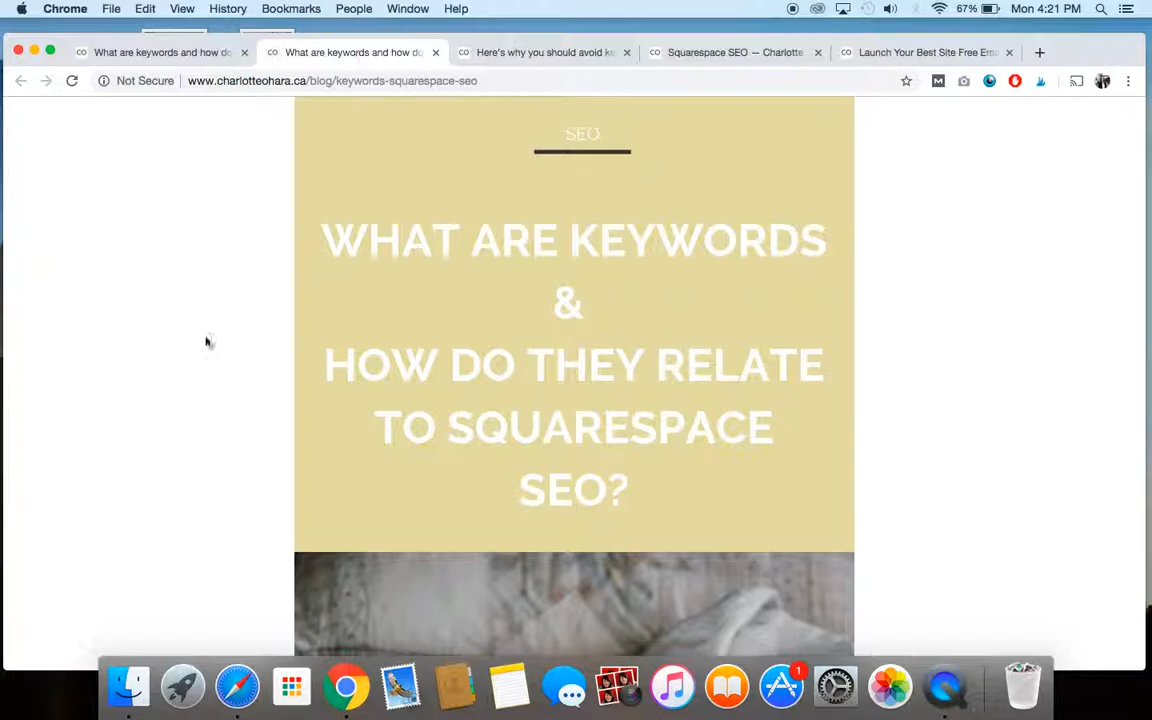 Chrome File Edit View History Bookmarks People Window Help 67% Mon 4:21 PM
What are keywords and how do
What are keywords and how do
Here's why you should avoid ke
Squarespace SEO — Charlotte
Launch Your Best Site Free Ema
Not Secure www.charlotteohara.ca/blog/keywords-squarespace-seo
SEO
WHAT ARE KEYWORDS
&
HOW DO THEY RELATE
TO SQUARESPACE
SEO?
1